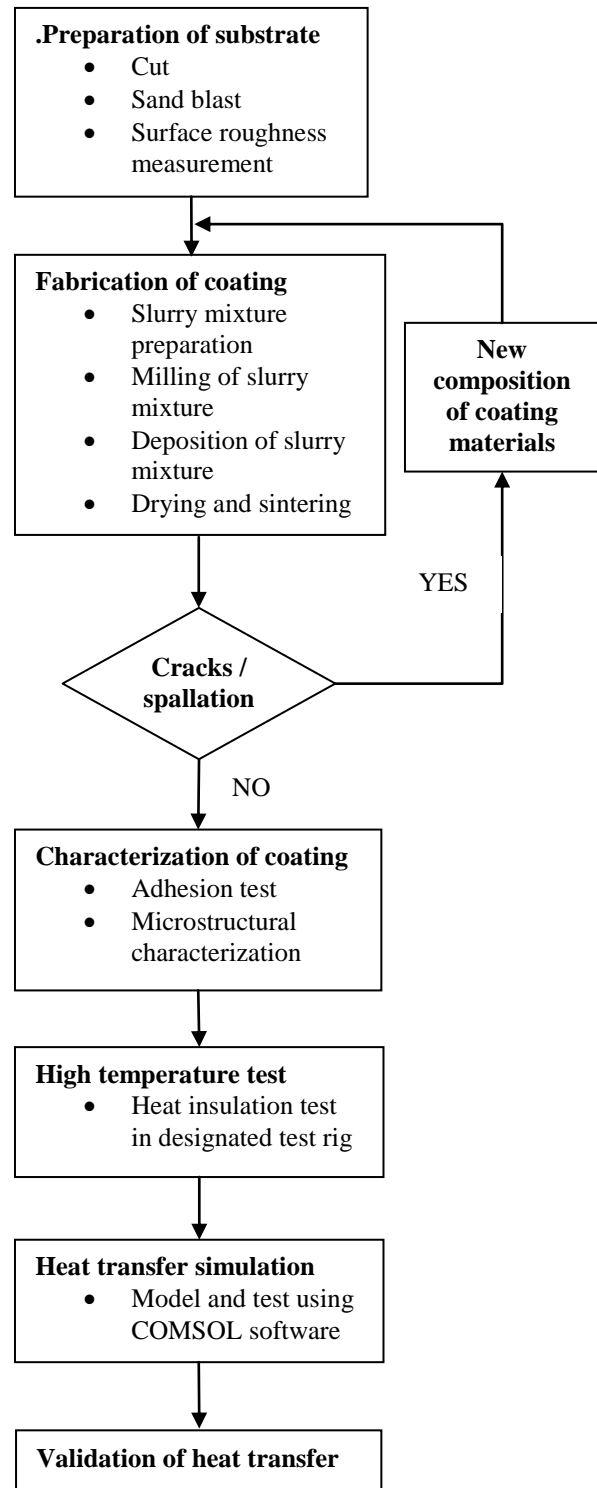 .Preparation of substrate
• Cut
• Sand blast
• Surface roughness
measurement
Fabrication of coating
• Slurry mixture
preparation
• Milling of slurry
mixture
• Deposition of slurry
mixture
• Drying and sintering
New
composition
of coating
materials
YES
Cracks /
spallation
NO
Characterization of coating
• Adhesion test
• Microstructural
characterization
High temperature test
• Heat insulation test
in designated test rig
Heat transfer simulation
• Model and test using
COMSOL software
Validation of heat transfer